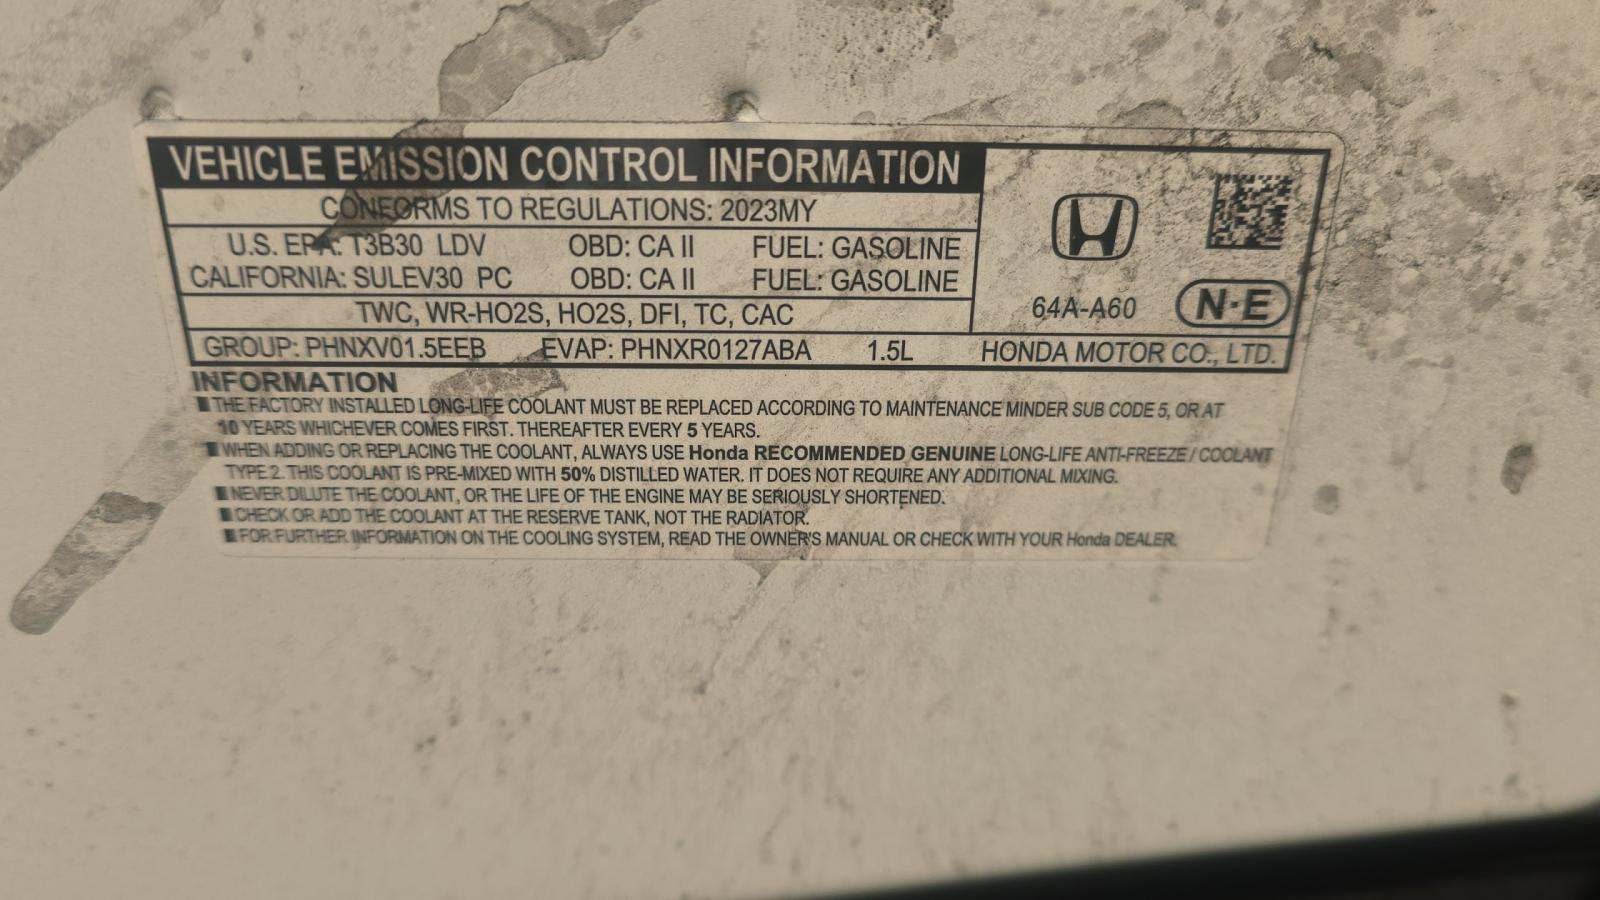 VEHICLE EMISSION CONTROL INFORMATION
CONFORMS TO REGULATIONS: 2023MY
U.S. EPA: T3B30 LDV OBD: CA II FUEL: GASOLINE
CALIFORNIA: SULEV30 PC OBD: CA II FUEL: GASOLINE
TWC, WR-HO2S, HO2S, DFI, TC, CAC
64A-A60 N·E
GROUP: PHNXV01.5EEB EVAP: PHNXR0127ABA 1.5L HONDA MOTOR CO., LTD.
INFORMATION
■ THE FACTORY INSTALLED LONG-LIFE COOLANT MUST BE REPLACED ACCORDING TO MAINTENANCE MINDER SUB CODE 5, OR AT
10 YEARS WHICHEVER COMES FIRST. THEREAFTER EVERY 5 YEARS.
■ WHEN ADDING OR REPLACING THE COOLANT, ALWAYS USE Honda RECOMMENDED GENUINE LONG-LIFE ANTI-FREEZE / COOLANT
TYPE 2. THIS COOLANT IS PRE-MIXED WITH 50% DISTILLED WATER. IT DOES NOT REQUIRE ANY ADDITIONAL MIXING.
■ NEVER DILUTE THE COOLANT, OR THE LIFE OF THE ENGINE MAY BE SERIOUSLY SHORTENED.
■ CHECK OR ADD THE COOLANT AT THE RESERVE TANK, NOT THE RADIATOR.
■ FOR FURTHER INFORMATION ON THE COOLING SYSTEM, READ THE OWNER'S MANUAL OR CHECK WITH YOUR Honda DEALER.